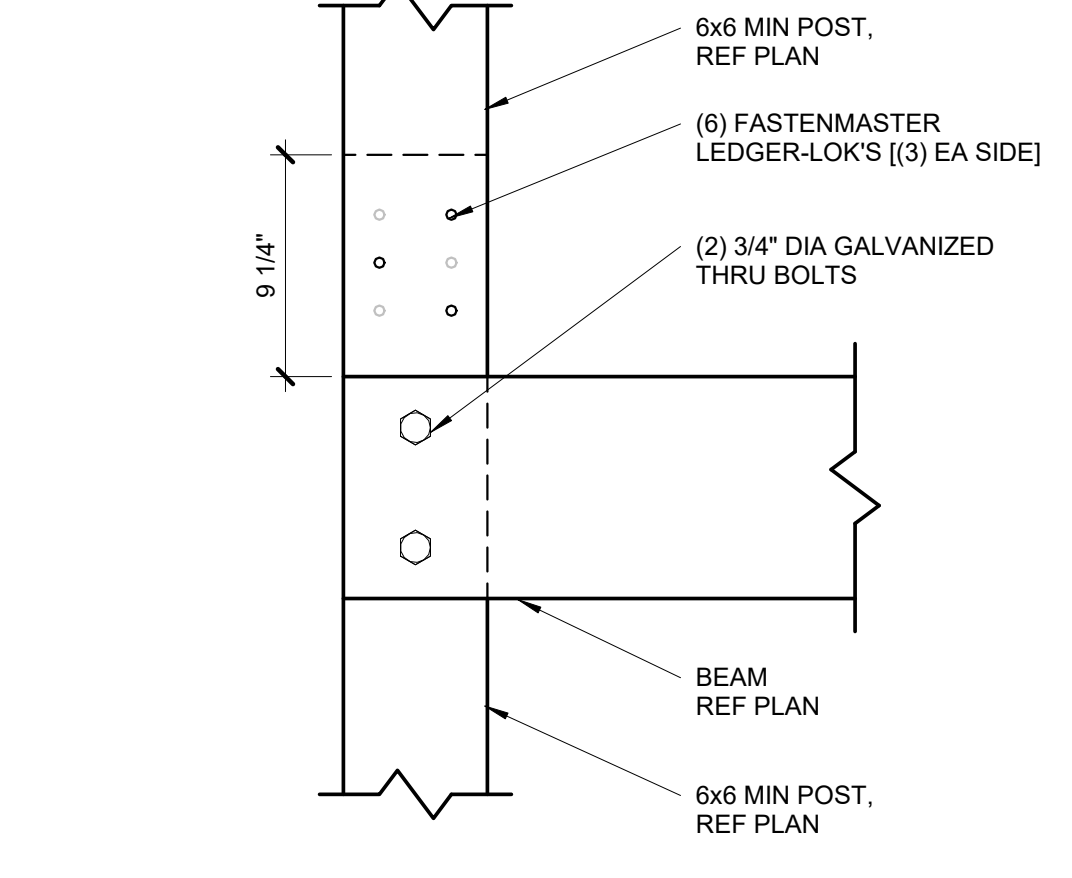 6x6 MIN POST,
REF PLAN
(6) FASTENMASTER
LEDGER-LOK'S [(3) EA SIDE]
9 1/4"
(2) 3/4" DIA GALVANIZED
THRU BOLTS
BEAM
REF PLAN
6x6 MIN POST,
REF PLAN